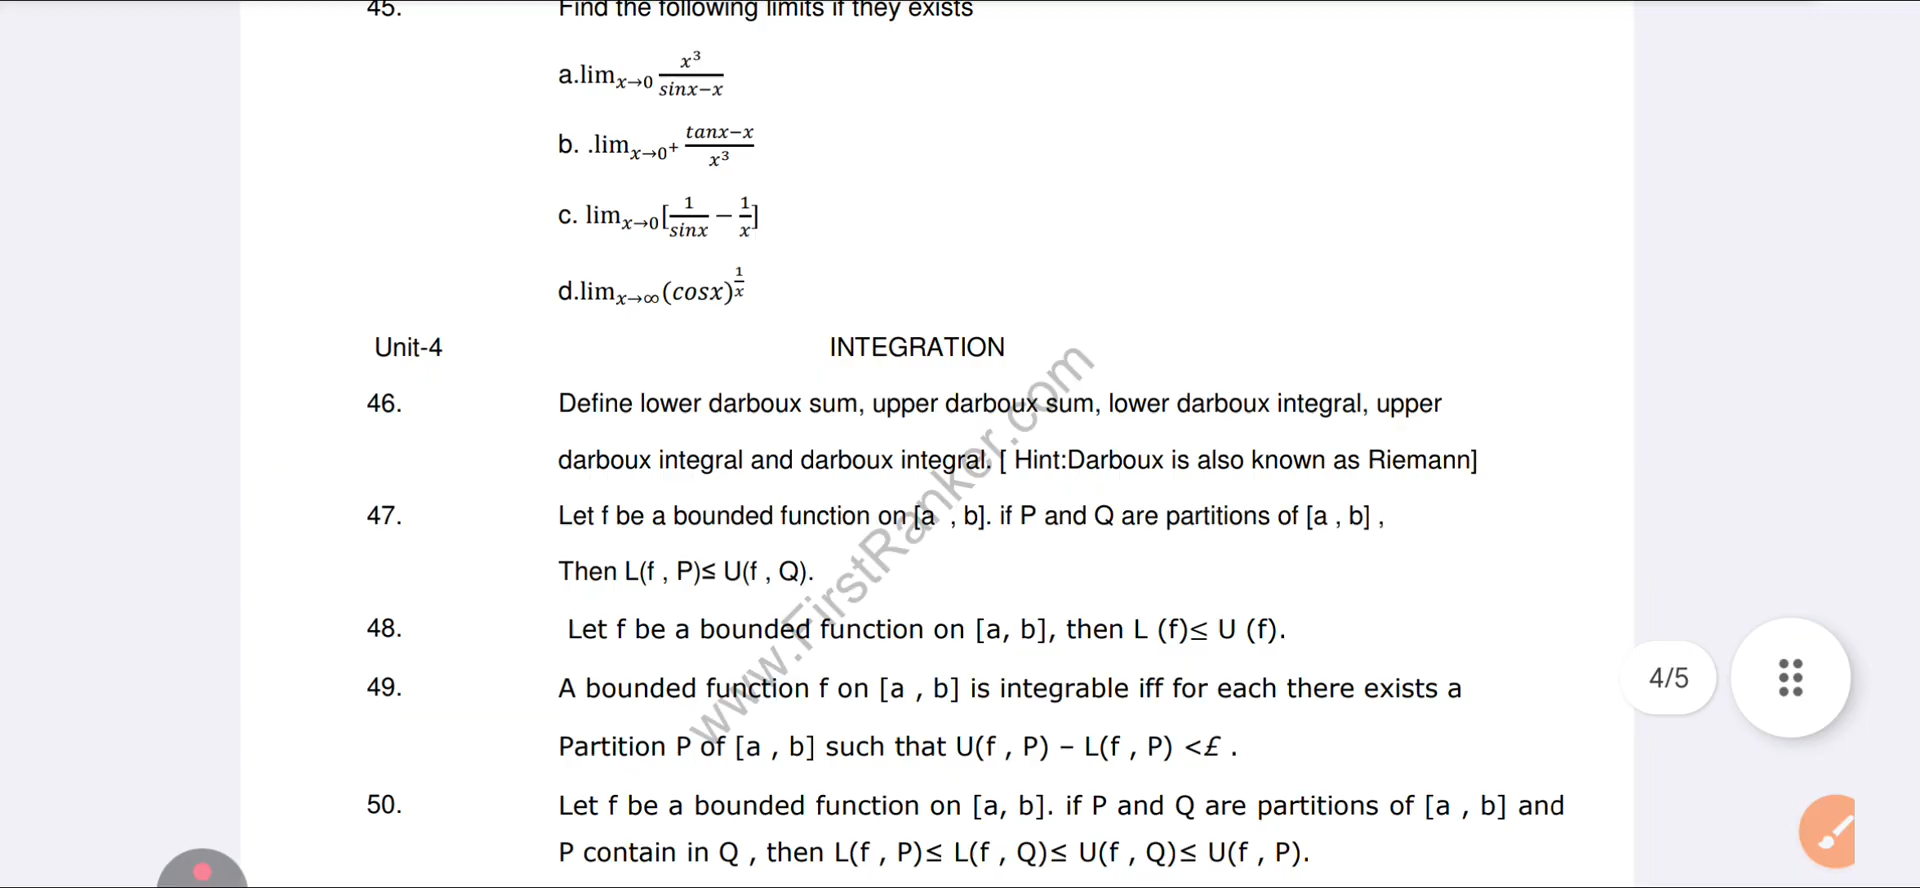 45. Find the following limits if they exists
a.lim x→0 x³/sinx−x
b. .lim x→0⁺ tanx−x/x³
c. lim x→0[1/sinx − 1/x]
d.lim x→∞(cosx)^1/x
Unit-4 INTEGRATION
46. Define lower darboux sum, upper darboux sum, lower darboux integral, upper
darboux integral and darboux integral. [ Hint:Darboux is also known as Riemann]
47. Let f be a bounded function on [a , b]. if P and Q are partitions of [a , b] ,
Then L(f , P)≤ U(f , Q).
48. Let f be a bounded function on [a, b], then L (f)≤ U (f).
49. A bounded function f on [a , b] is integrable iff for each there exists a
Partition P of [a , b] such that U(f , P) − L(f , P) <£ .
50. Let f be a bounded function on [a, b]. if P and Q are partitions of [a , b] and
P contain in Q , then L(f , P)≤ L(f , Q)≤ U(f , Q)≤ U(f , P).
www.FirstRanker.com
4/5